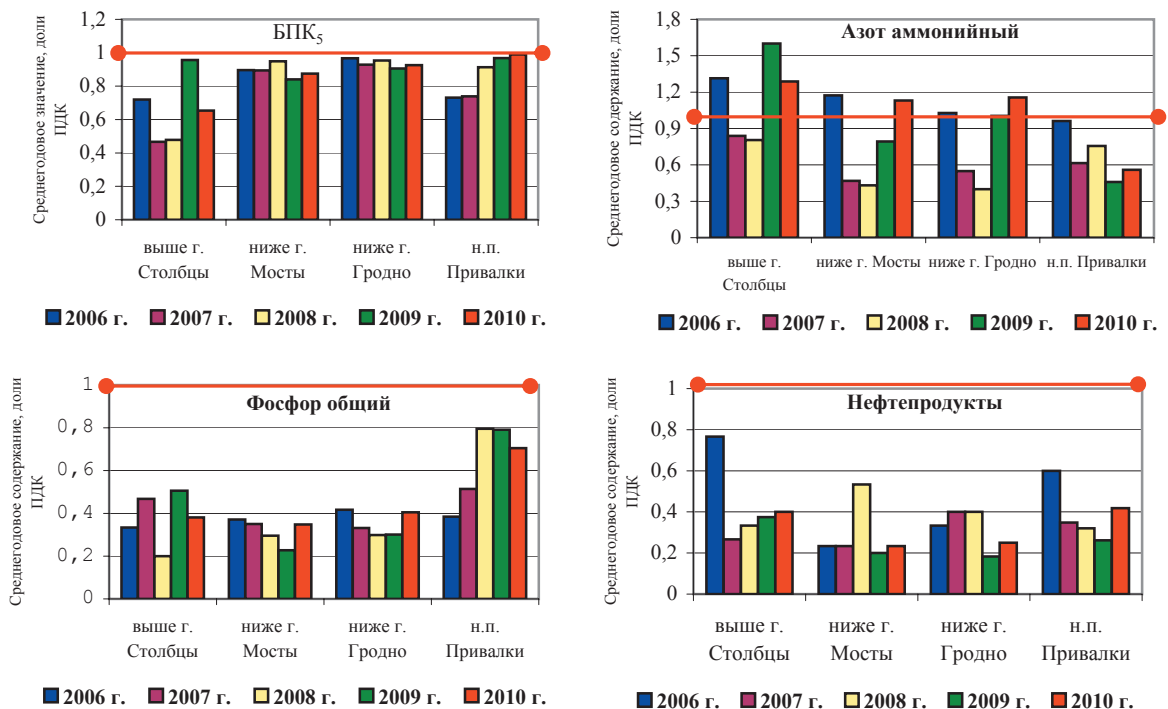 БПК5
Среднегодовое значение, доли
ПДК
1,2
1
0,8
0,6
0,4
0,2
0
выше г.
Столбцы
ниже г.
Мосты
ниже г.
Гродно
н.п.
Привалки
2006 г. 2007 г. 2008 г. 2009 г. 2010 г.
Азот аммонийный
Среднегодовое содержание, доли
ПДК
1,8
1,5
1,2
0,9
0,6
0,3
0
выше г.
Столбцы
ниже г. Мосты
ниже г. Гродно
н.п. Привалки
2006 г. 2007 г. 2008 г. 2009 г. 2010 г.
Фосфор общий
Среднегодовое содержание, доли
ПДК
1
0,8
0,6
0,4
0,2
0
выше г.
Столбцы
ниже г.
Мосты
ниже г.
Гродно
н.п.
Привалки
2006 г. 2007 г. 2008 г. 2009 г. 2010 г.
Нефтепродукты
Среднегодовое содержание, доли
ПДК
1
0,8
0,6
0,4
0,2
0
выше г.
Столбцы
ниже г.
Мосты
ниже г.
Гродно
н.п.
Привалки
2006 г. 2007 г. 2008 г. 2009 г. 2010 г.